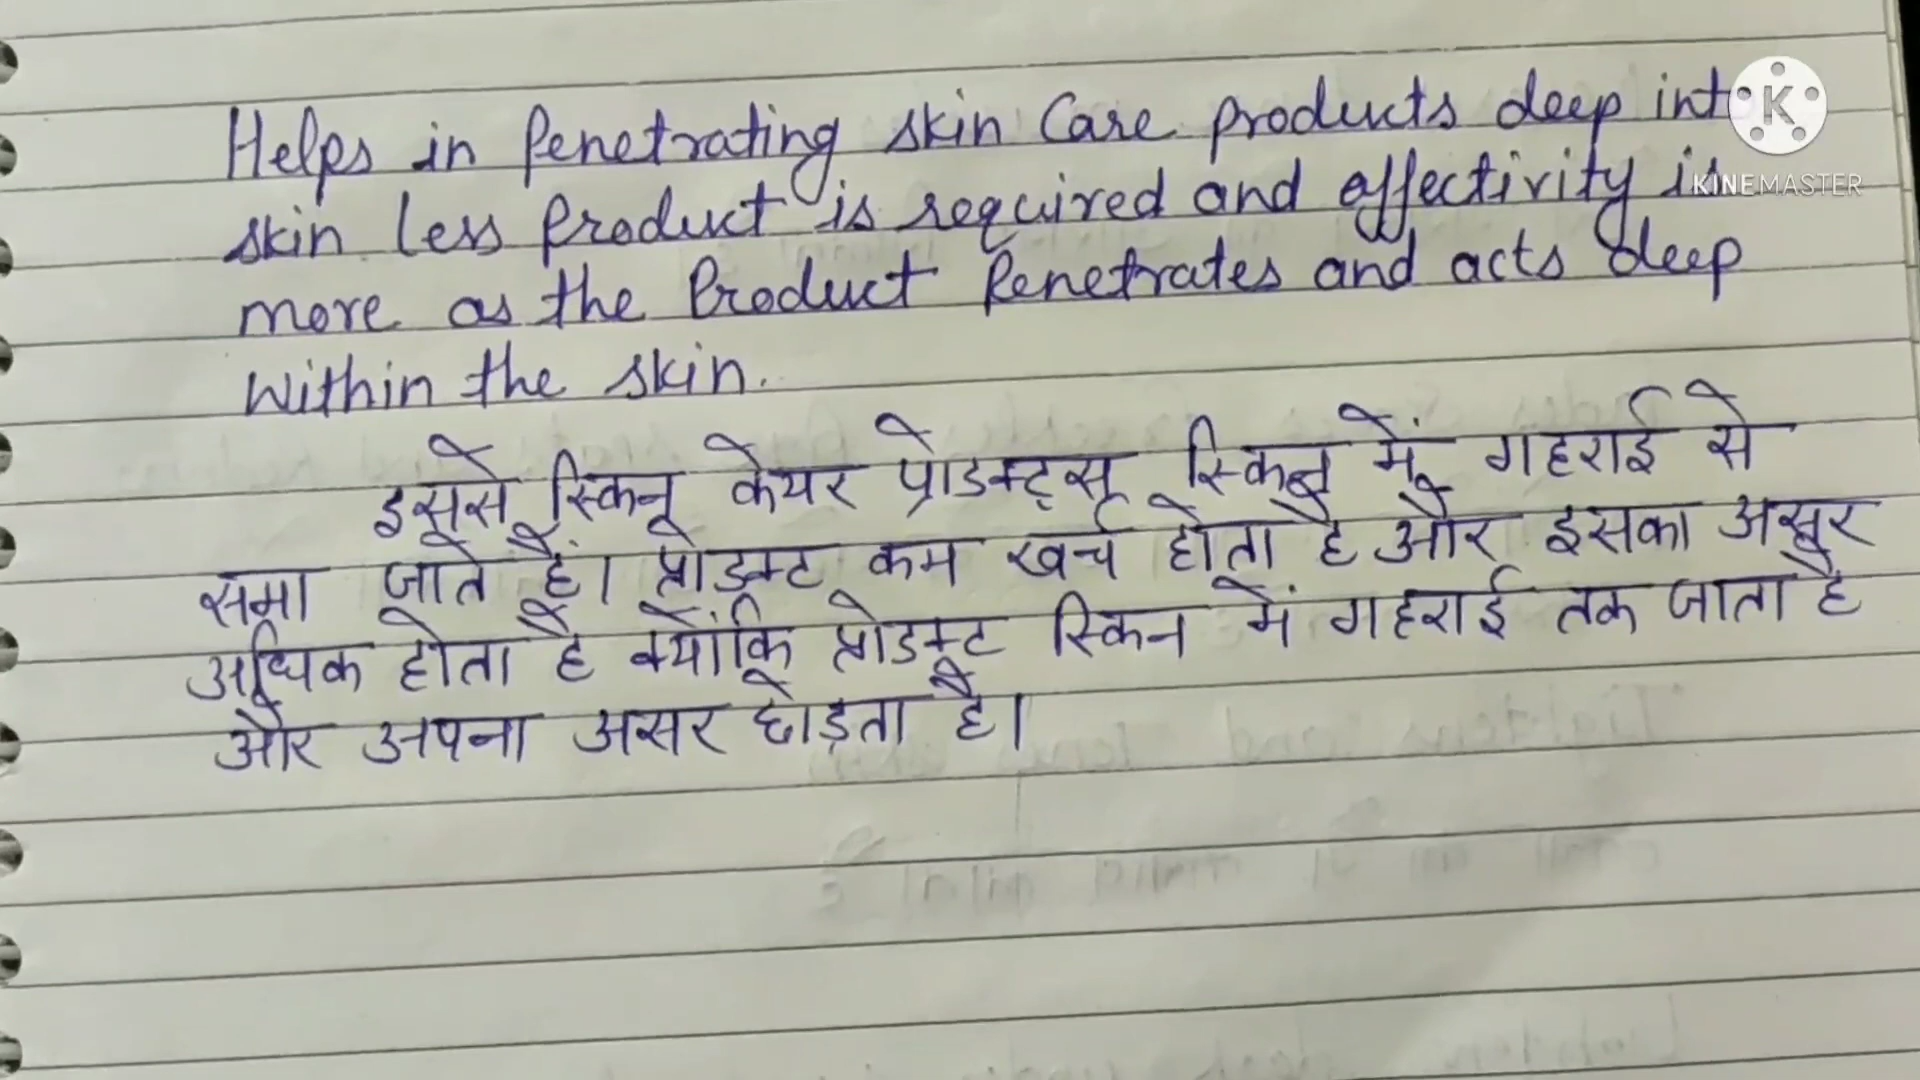 Helps in Penetrating skin Care products deep into
skin less Product is required and effectivity is
more as the Product Penetrates and acts deep
within the skin.
इससे स्किन केयर प्रोडक्ट्स स्किन में गहराई से
समा जाते हैं। प्रोडक्ट कम खर्च होता है और इसका असर
अधिक होता है क्योंकि प्रोडक्ट स्किन में गहराई तक जाता है
और अपना असर छोड़ता है।
K
KINEMASTER